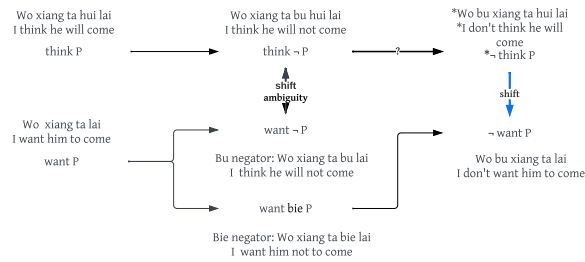 Wo xiang ta hui lai
I think he will come
think P
Wo xiang ta bu hui lai
I think he will not come
think ¬ P
?
*Wo bu xiang ta hui lai
*I don't think he will
come
*¬ think P
shift
ambiguity
shift
Wo xiang ta lai
I want him to come
want P
want ¬ P
Bu negator: Wo xiang ta bu lai
I think he will not come
want bie P
Bie negator: Wo xiang ta bie lai
I want him not to come
¬ want P
Wo bu xiang ta lai
I don't want him to come